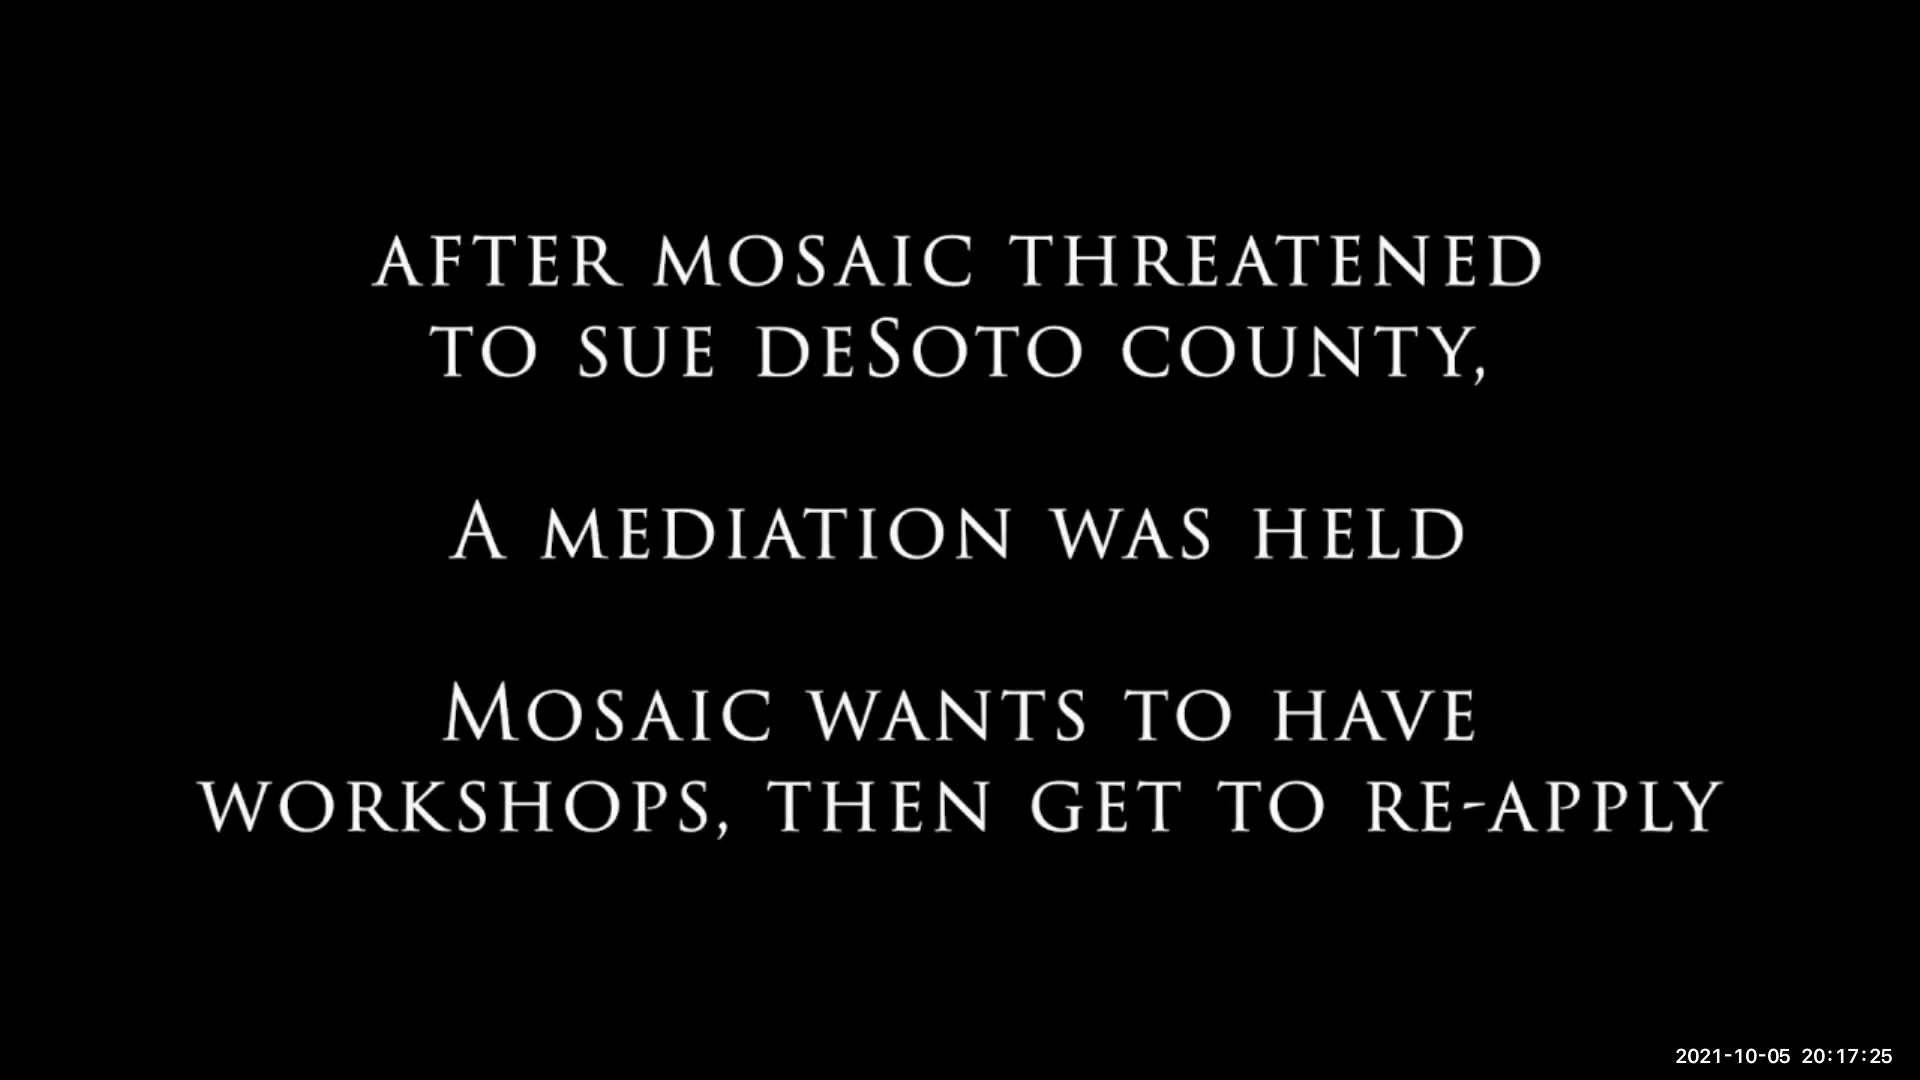 AFTER MOSAIC THREATENED
TO SUE DESOTO COUNTY,
A MEDIATION WAS HELD
MOSAIC WANTS TO HAVE
WORKSHOPS, THEN GET TO RE-APPLY
2021-10-05 20:17:25